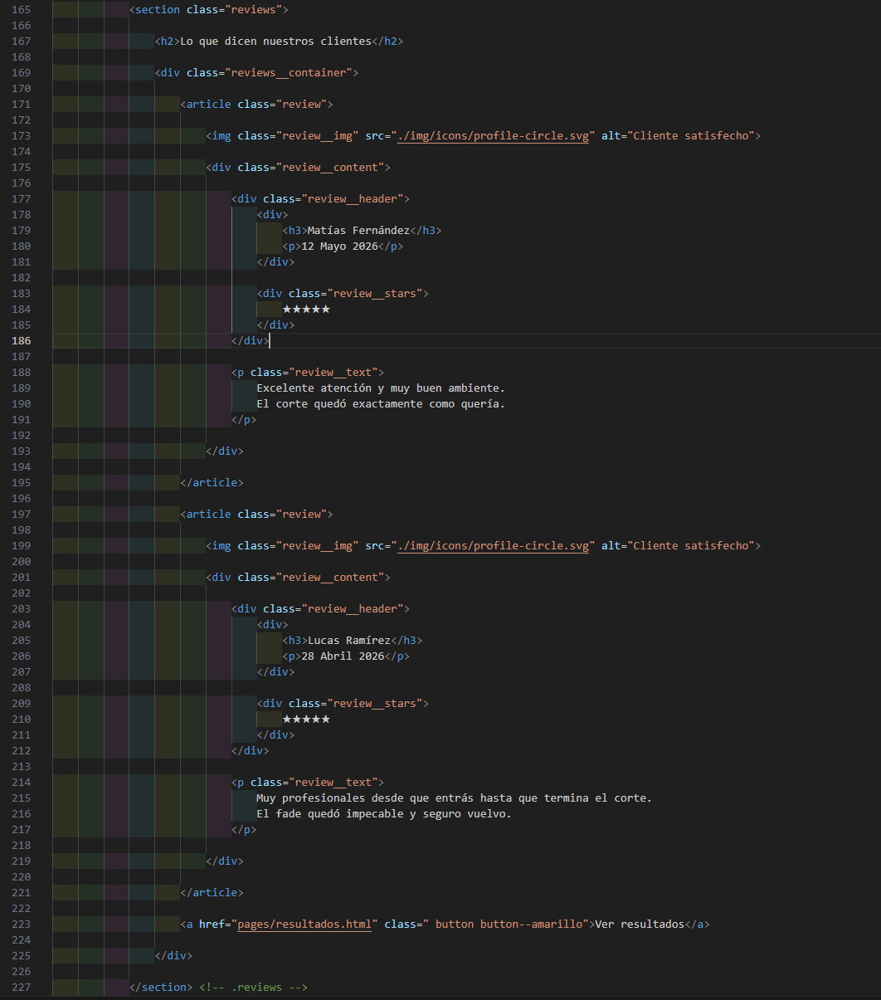 165 <section class="reviews">
166
167 <h2>Lo que dicen nuestros clientes</h2>
168
169 <div class="reviews__container">
170
171 <article class="review">
172
173 <img class="review__img" src="./img/icons/profile-circle.svg" alt="Cliente satisfecho">
174
175 <div class="review__content">
176
177 <div class="review__header">
178 <div>
179 <h3>Matías Fernández</h3>
180 <p>12 Mayo 2026</p>
181 </div>
182
183 <div class="review__stars">
184 ★★★★★
185 </div>
186 </div>
187
188 <p class="review__text">
189 Excelente atención y muy buen ambiente.
190 El corte quedó exactamente como quería.
191 </p>
192
193 </div>
194
195 </article>
196
197 <article class="review">
198
199 <img class="review__img" src="./img/icons/profile-circle.svg" alt="Cliente satisfecho">
200
201 <div class="review__content">
202
203 <div class="review__header">
204 <div>
205 <h3>Lucas Ramírez</h3>
206 <p>28 Abril 2026</p>
207 </div>
208
209 <div class="review__stars">
210 ★★★★★
211 </div>
212 </div>
213
214 <p class="review__text">
215 Muy profesionales desde que entrás hasta que termina el corte.
216 El fade quedó impecable y seguro vuelvo.
217 </p>
218
219 </div>
220
221 </article>
222
223 <a href="pages/resultados.html" class=" button button--amarillo">Ver resultados</a>
224
225 </div>
226
227 </section> <!-- .reviews -->